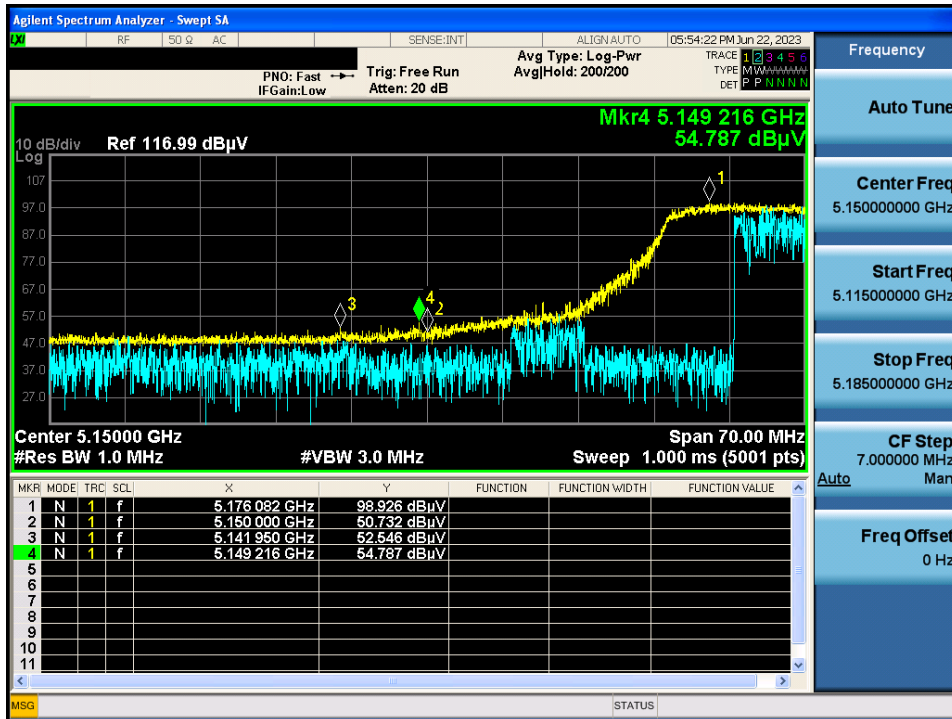 Agilent Spectrum Analyzer - Swept SA
LXI RF 50 Ω AC SENSE:INT ALIGN AUTO 05:54:22 PM Jun 22, 2023
PNO: Fast Trig: Free Run Avg Type: Log-Pwr TRACE 1 2 3 4 5 6
IFGain:Low Atten: 20 dB Avg|Hold: 200/200 TYPE MWWWWW
DET P P N N N N
Mkr4 5.149 216 GHz
54.787 dBµV
10 dB/div Ref 116.99 dBµV
Log
107
97.0
87.0
77.0
67.0
57.0
47.0
37.0
27.0
1
3
4
2
Center 5.15000 GHz Span 70.00 MHz
#Res BW 1.0 MHz #VBW 3.0 MHz Sweep 1.000 ms (5001 pts)
MKR MODE TRC SCL X Y FUNCTION FUNCTION WIDTH FUNCTION VALUE
1 N 1 f 5.176 082 GHz 98.926 dBµV
2 N 1 f 5.150 000 GHz 50.732 dBµV
3 N 1 f 5.141 950 GHz 52.546 dBµV
4 N 1 f 5.149 216 GHz 54.787 dBµV
5
6
7
8
9
10
11
MSG STATUS
Frequency
Auto Tune
Center Freq
5.150000000 GHz
Start Freq
5.115000000 GHz
Stop Freq
5.185000000 GHz
CF Step
7.000000 MHz
Auto Man
Freq Offset
0 Hz